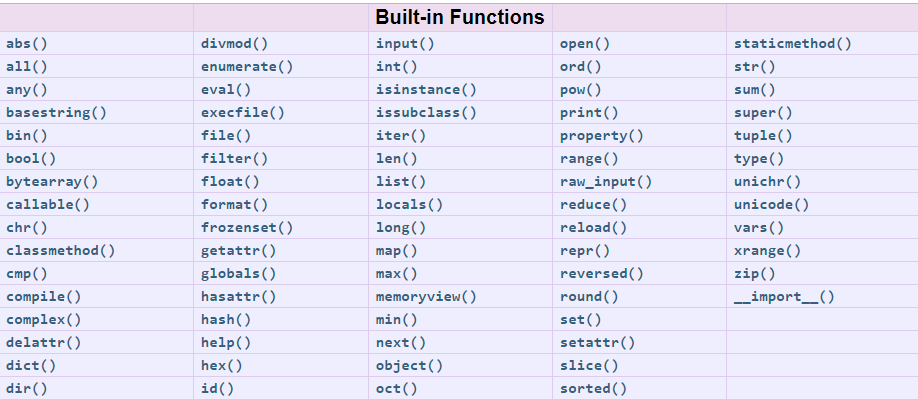 Built-in Functions
abs() divmod() input() open() staticmethod()
all() enumerate() int() ord() str()
any() eval() isinstance() pow() sum()
basestring() execfile() issubclass() print() super()
bin() file() iter() property() tuple()
bool() filter() len() range() type()
bytearray() float() list() raw_input() unichr()
callable() format() locals() reduce() unicode()
chr() frozenset() long() reload() vars()
classmethod() getattr() map() repr() xrange()
cmp() globals() max() reversed() zip()
compile() hasattr() memoryview() round() __import__()
complex() hash() min() set()
delattr() help() next() setattr()
dict() hex() object() slice()
dir() id() oct() sorted()